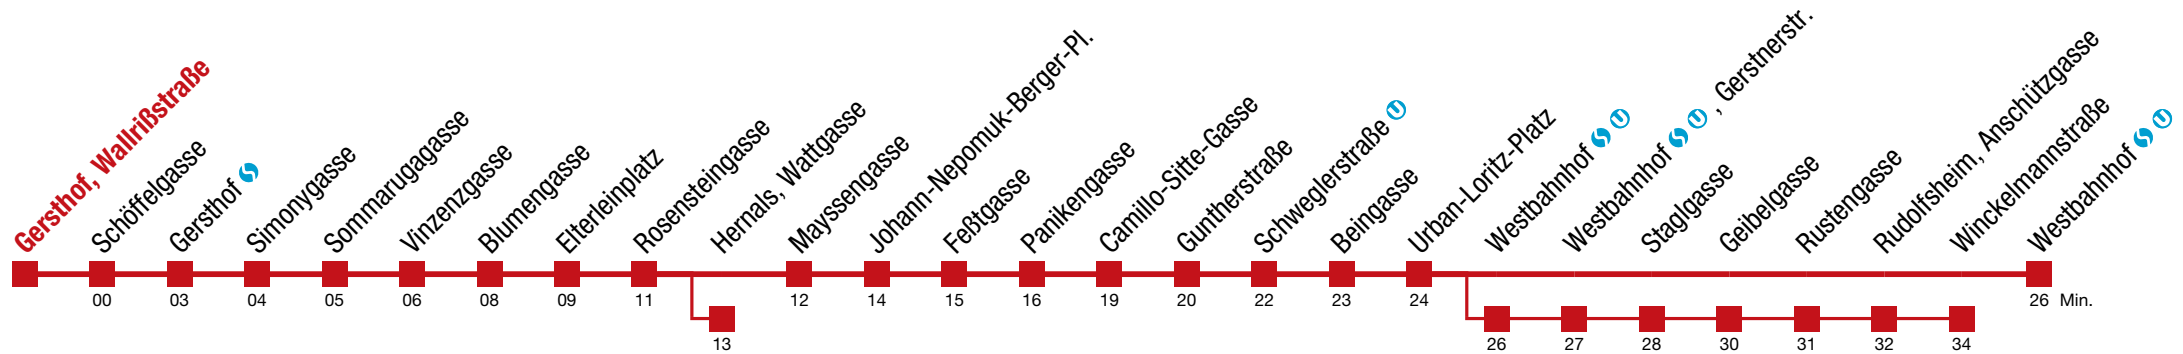 Gersthof, Wallrißstraße
Schöffelgasse
Gersthof
Simonygasse
Sommarugagasse
Vinzenzgasse
Blumengasse
Elterleinplatz
Rosensteingasse
Hernals, Wattgasse
Mayssengasse
Johann-Nepomuk-Berger-Pl.
Feßtgasse
Panikengasse
Camillo-Sitte-Gasse
Guntherstraße
Schweglerstraße U
Beingasse
Urban-Loritz-Platz
Westbahnhof S U
Westbahnhof S U , Gerstnerstr.
Staglgasse
Geibelgasse
Rustengasse
Rudolfsheim, Anschützgasse
Winckelmannstraße
Westbahnhof S U
00 03 04 05 06 08 09 11 12 14 15 16 19 20 22 23 24 26 Min.
13 26 27 28 30 31 32 34